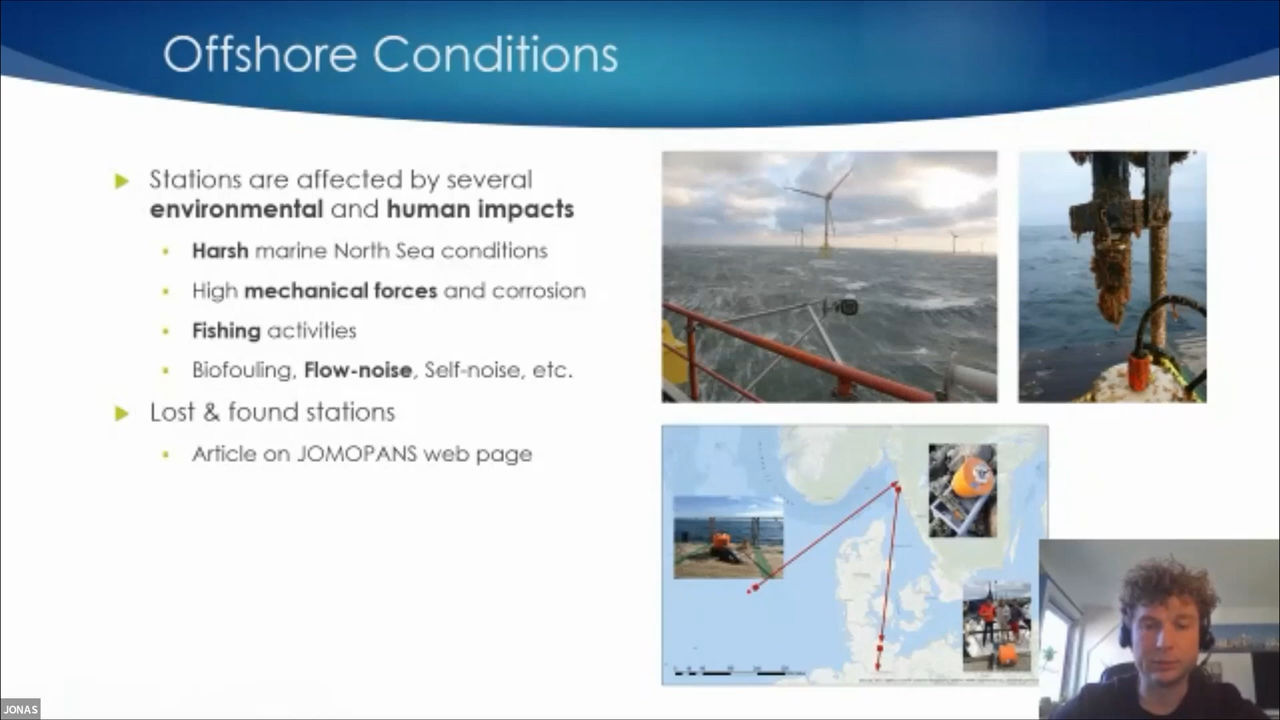 Offshore Conditions
Stations are affected by several
environmental and human impacts
Harsh marine North Sea conditions
High mechanical forces and corrosion
Fishing activities
Biofouling, Flow-noise, Self-noise, etc.
Lost & found stations
Article on JOMOPANS web page
JONAS